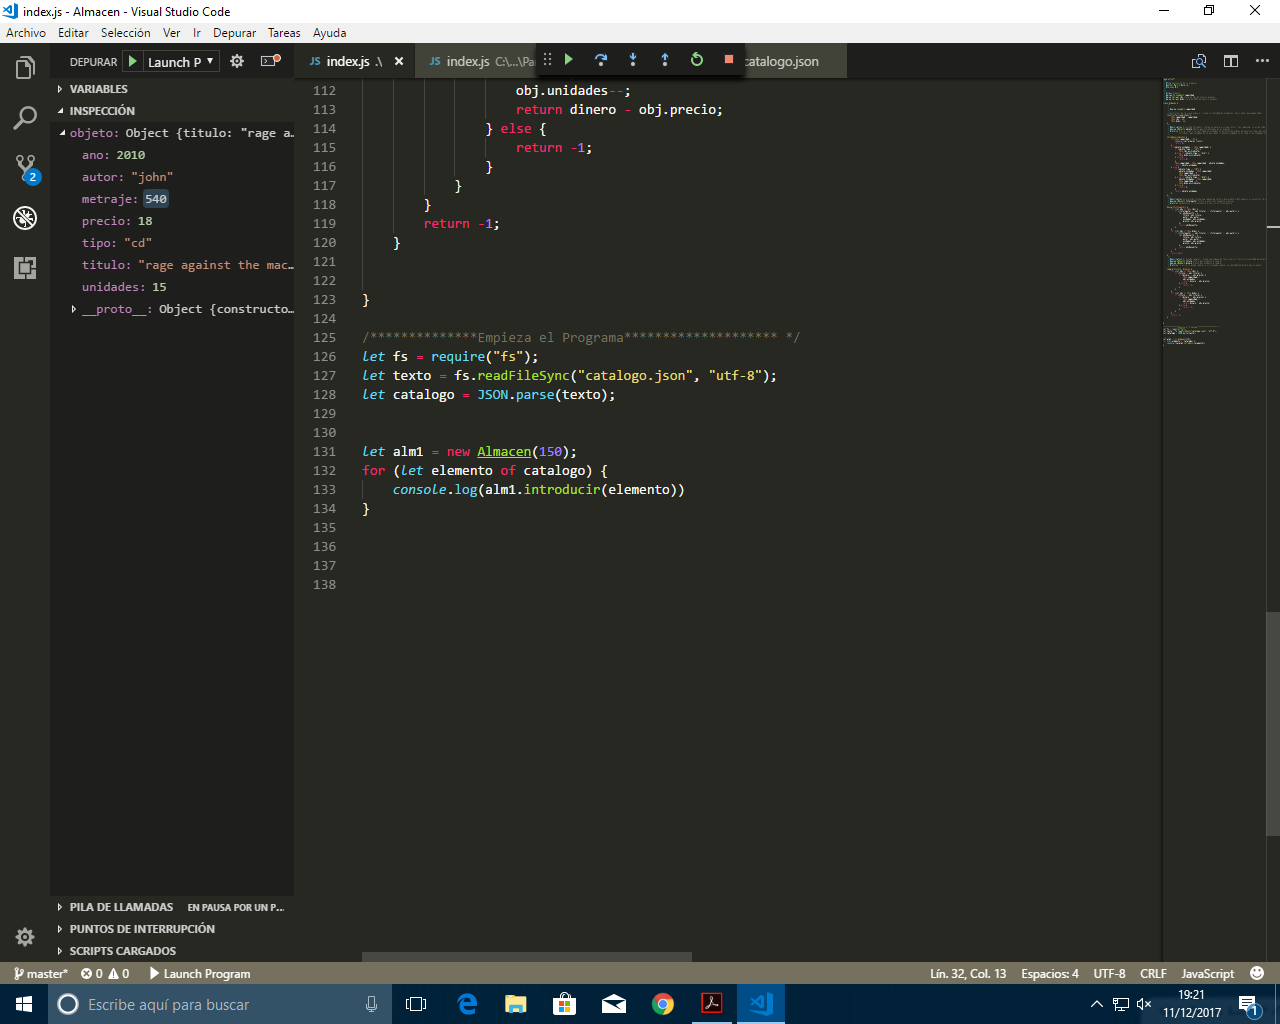 index.js - Almacen - Visual Studio Code
Archivo Editar Selección Ver Ir Depurar Tareas Ayuda
DEPURAR Launch P
JS index.js .\ JS index.js C:\...\Pa catalogo.json
VARIABLES
INSPECCIÓN
objeto: Object {titulo: "rage a…
ano: 2010
autor: "john"
metraje: 540
precio: 18
tipo: "cd"
titulo: "rage against the mac…
unidades: 15
__proto__: Object {constructo…
112 obj.unidades--;
113 return dinero - obj.precio;
114 } else {
115 return -1;
116 }
117 }
118 }
119 return -1;
120 }
121
122
123 }
124
125 /**************Empieza el Programa******************** */
126 let fs = require("fs");
127 let texto = fs.readFileSync("catalogo.json", "utf-8");
128 let catalogo = JSON.parse(texto);
129
130
131 let alm1 = new Almacen(150);
132 for (let elemento of catalogo) {
133 console.log(alm1.introducir(elemento))
134 }
135
136
137
138
PILA DE LLAMADAS EN PAUSA POR UN P…
PUNTOS DE INTERRUPCIÓN
SCRIPTS CARGADOS
2
master* 0 0 Launch Program Lín. 32, Col. 13 Espacios: 4 UTF-8 CRLF JavaScript
Escribe aquí para buscar
19:21
11/12/2017
1